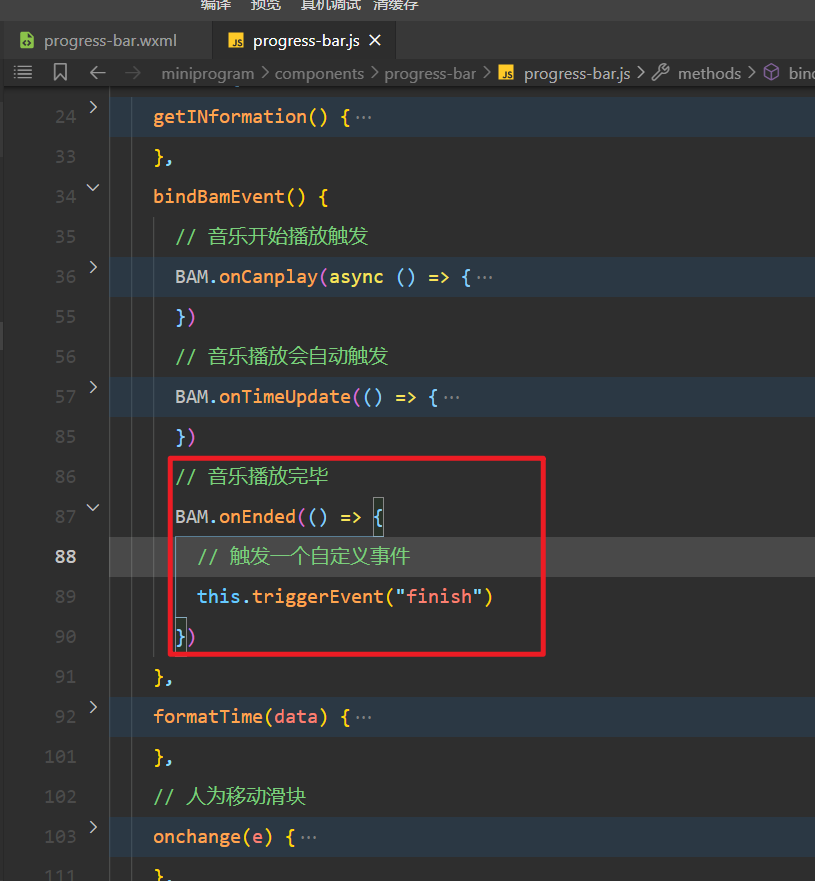 编译 预览 真机调试 清缓存
progress-bar.wxml JS progress-bar.js
miniprogram components progress-bar JS progress-bar.js methods
24 getINformation() { ···
33 },
34 bindBamEvent() {
35 // 音乐开始播放触发
36 BAM.onCanplay(async () => { ···
55 })
56 // 音乐播放会自动触发
57 BAM.onTimeUpdate(() => { ···
85 })
86 // 音乐播放完毕
87 BAM.onEnded(() => {
88 // 触发一个自定义事件
89 this.triggerEvent("finish")
90 })
91 },
92 formatTime(data) { ···
101 },
102 // 人为移动滑块
103 onchange(e) { ···
111 },